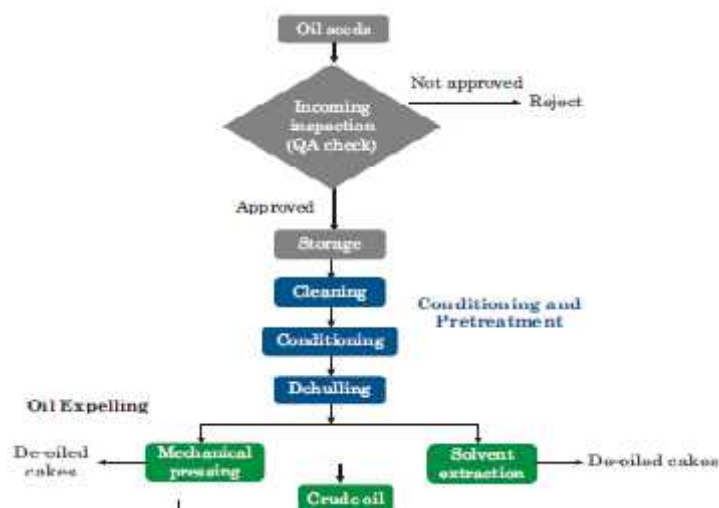 Oil seeds
Not approved
Reject
Incoming
inspection
(QA check)
Approved
Storage
Cleaning
Conditioning and
Pretreatment
Conditioning
Dehulling
Oil Expelling
De-oiled
cakes
Mechanical
pressing
Solvent
extraction
De-oiled cakes
Crude oil